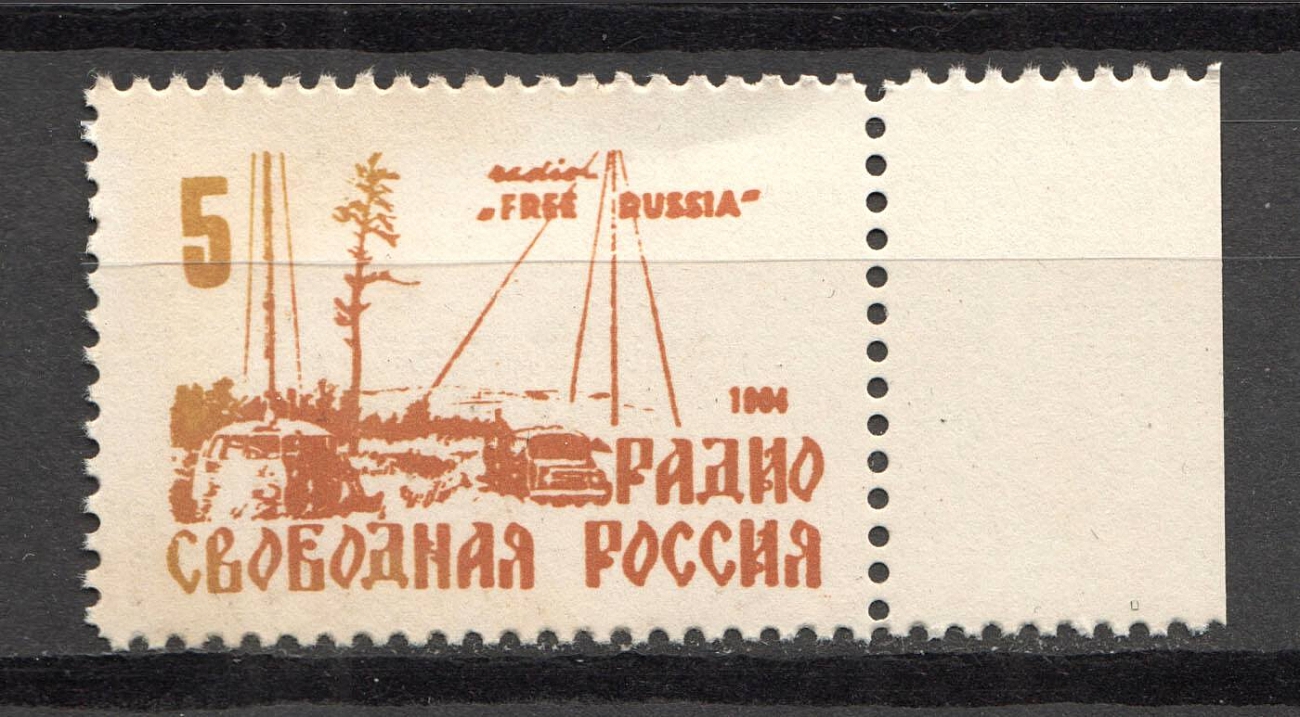 5
radio
„FREE RUSSIA“
1964
РАДИО
СВОБОДНАЯ РОССИЯ